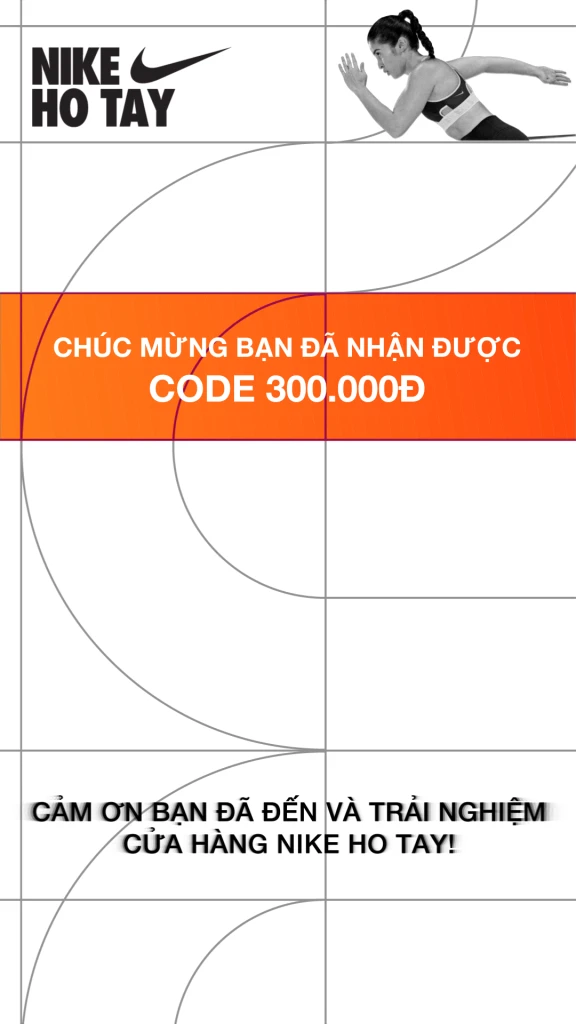 NIKE
HO TAY
CHÚC MỪNG BẠN ĐÃ NHẬN ĐƯỢC
CODE 300.000Đ
CẢM ƠN BẠN ĐÃ ĐẾN VÀ TRẢI NGHIỆM
CỬA HÀNG NIKE HO TAY!